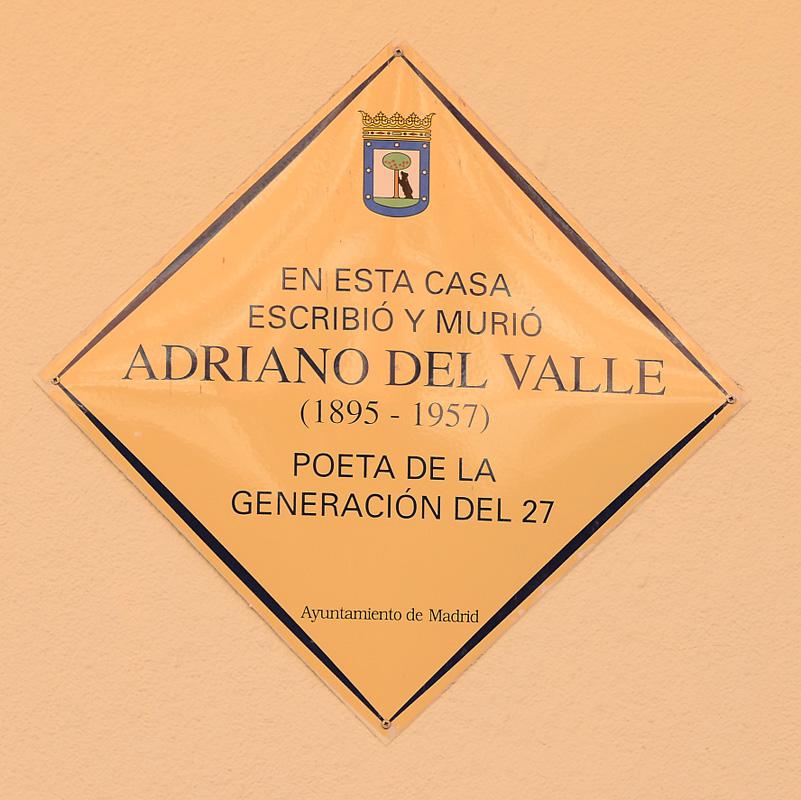 EN ESTA CASA
ESCRIBIÓ Y MURIÓ
ADRIANO DEL VALLE
(1895 - 1957)
POETA DE LA
GENERACIÓN DEL 27
Ayuntamiento de Madrid